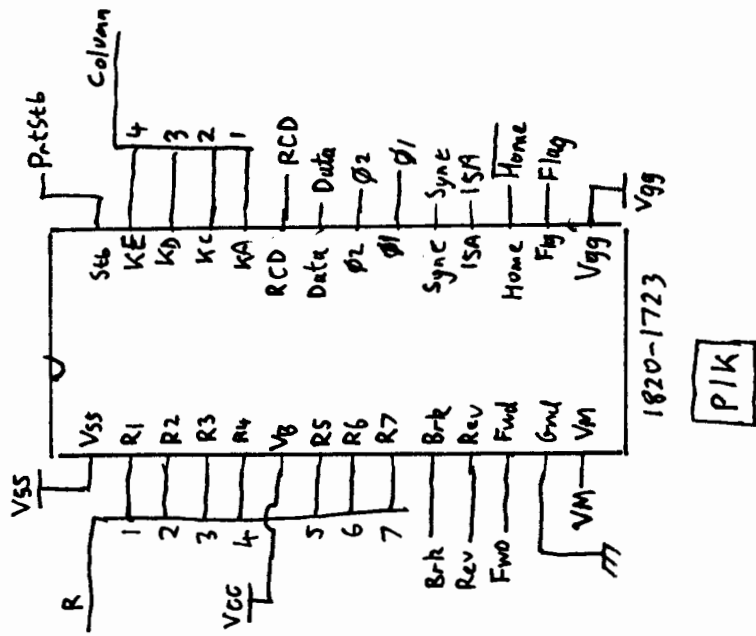 R
1
2
3
4
5
6
7
VSS
VCC
Brk
Rev
FWD
VM
Vss
R1
R2
R3
R4
VB
R5
R6
R7
Brk
Rev
Fwd
Gnd
VM
Stb
KE
KD
KC
KA
RCD
Data
Ø2
Ø1
Sync
ISA
Home
Flg
Vgg
PntStb
Column
4
3
2
1
RCD
Data
Ø2
Ø1
Sync
ISA
H̅o̅m̅e̅
Flag
Vgg
1820-1723
PIK